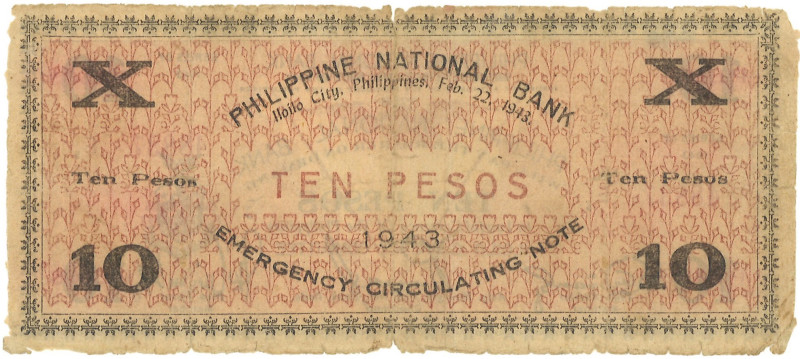 X X
PHILIPPINE NATIONAL BANK
Iloilo City, Philippines, Feb. 22, 1943.
Ten Pesos TEN PESOS Ten Pesos
1943
10 EMERGENCY CIRCULATING NOTE 10